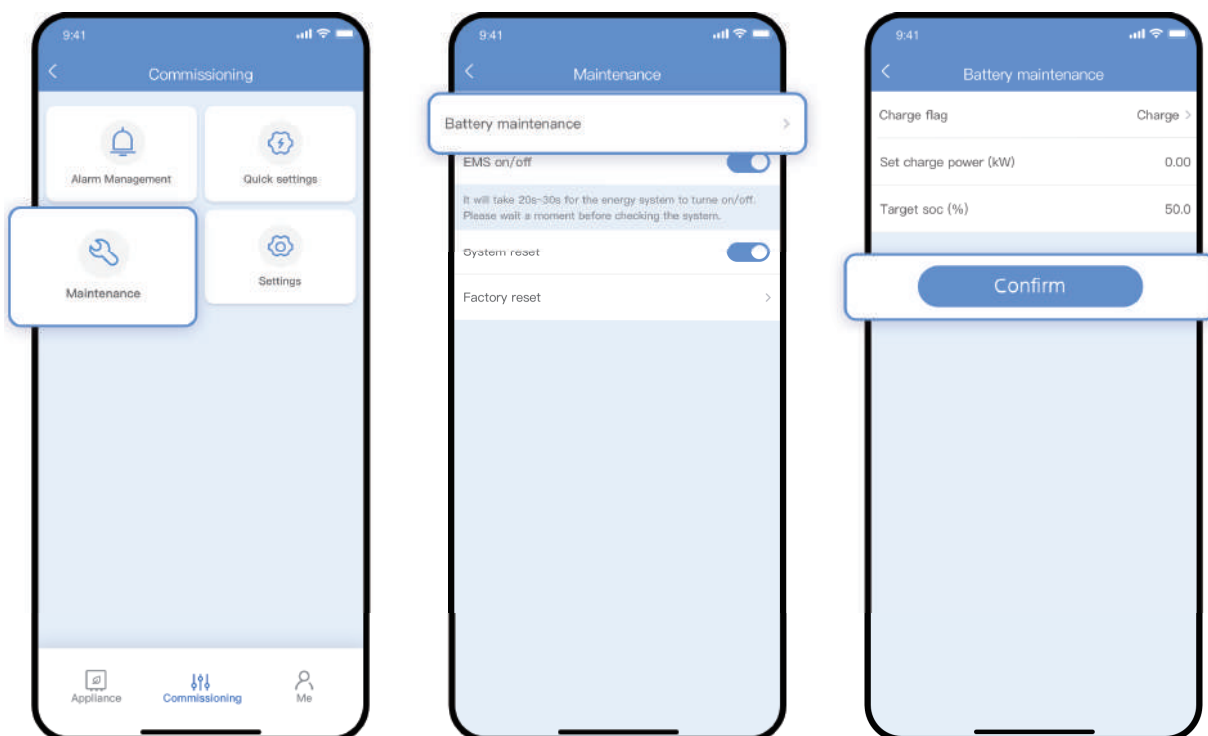 9:41
Commissioning
Alarm Management
Quick settings
Maintenance
Settings
Appliance
Commissioning
Me
9:41
Maintenance
Battery maintenance
EMS on/off
It will take 20s-30s for the energy system to turne on/off.
Please wait a moment before checking the system.
System reset
Factory reset
9:41
Battery maintenance
Charge flag Charge
Set charge power (kW) 0.00
Target soc (%) 50.0
Confirm